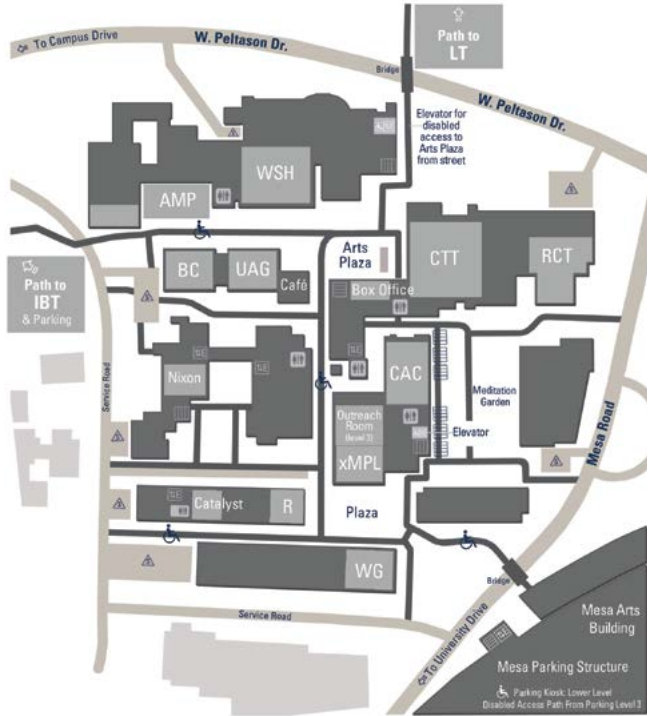 To Campus Drive
W. Peltason Dr.
Path to
LT
Bridge
W. Peltason Dr.
Elevator for
disabled
access to
Arts Plaza
from street
WSH
AMP
Arts
Plaza
CTT
RCT
BC
UAG
Café
Box Office
Path to
IBT
& Parking
Service Road
Nixon
CAC
Meditation
Garden
Mesa Road
Outreach
Room
(level 3)
Elevator
xMPL
Catalyst
R
Plaza
WG
Bridge
Service Road
To University Drive
Mesa Arts
Building
Mesa Parking Structure
Parking Kiosk: Lower Level
Disabled Access Path From Parking Level 3